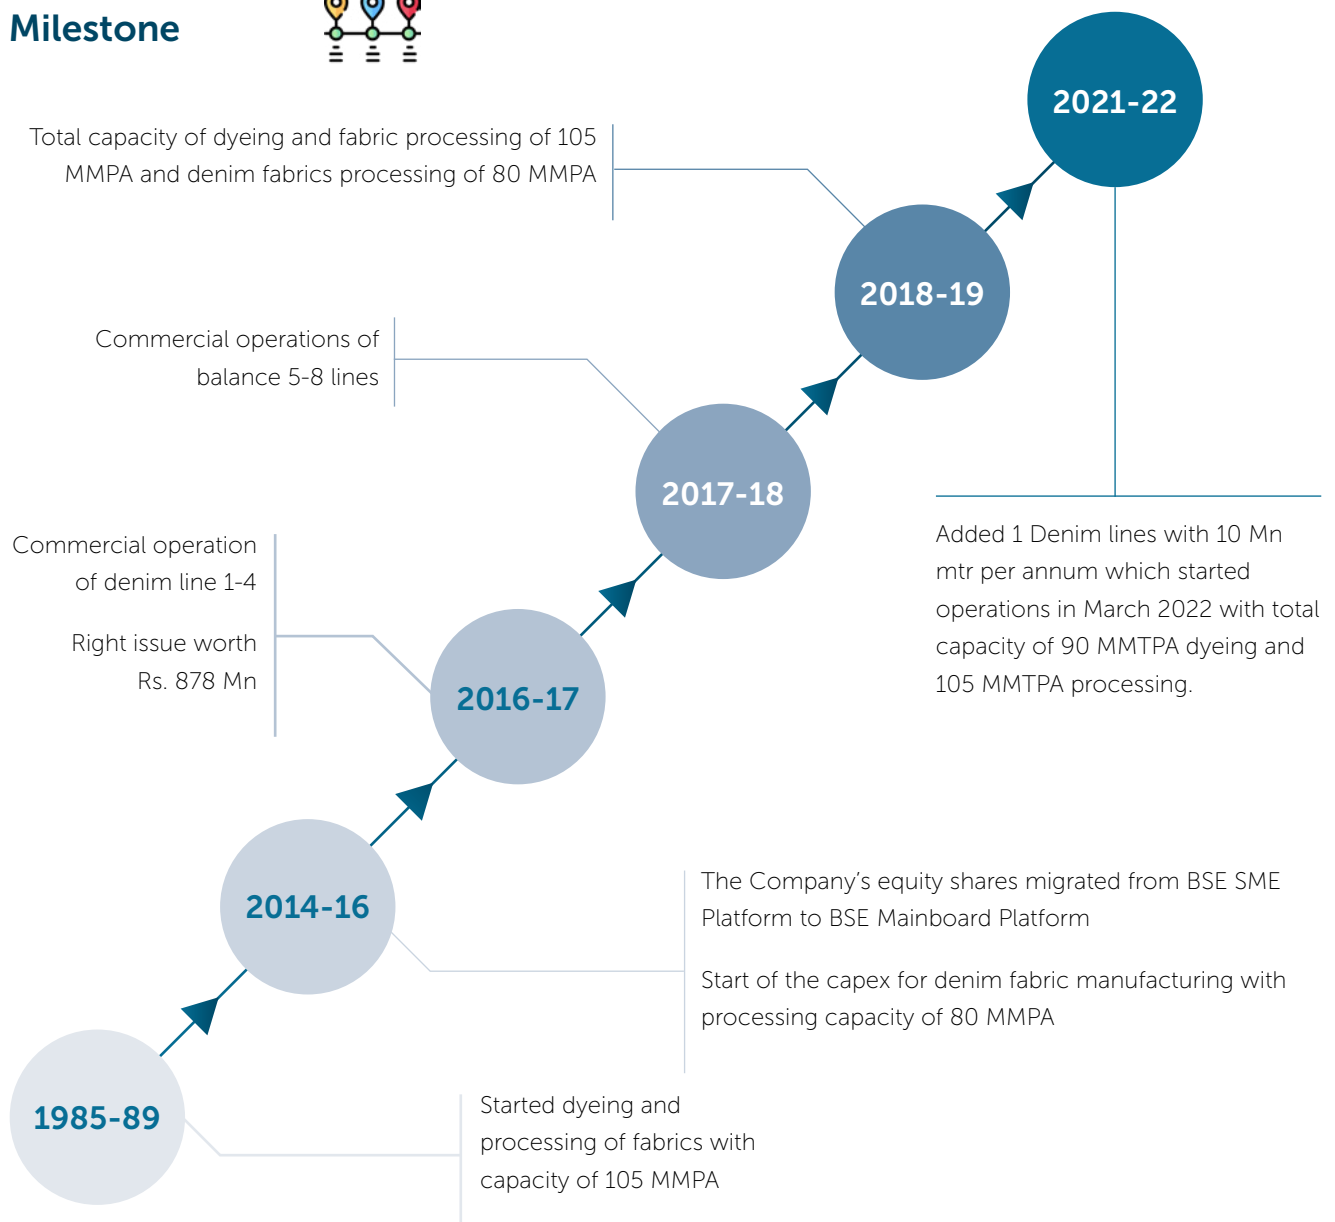 Milestone
2021-22
Total capacity of dyeing and fabric processing of 105
MMPA and denim fabrics processing of 80 MMPA
2018-19
Commercial operations of
balance 5-8 lines
2017-18
Added 1 Denim lines with 10 Mn
mtr per annum which started
operations in March 2022 with total
capacity of 90 MMTPA dyeing and
105 MMTPA processing.
Commercial operation
of denim line 1-4
Right issue worth
Rs. 878 Mn
2016-17
2014-16
The Company’s equity shares migrated from BSE SME
Platform to BSE Mainboard Platform
Start of the capex for denim fabric manufacturing with
processing capacity of 80 MMPA
1985-89
Started dyeing and
processing of fabrics with
capacity of 105 MMPA